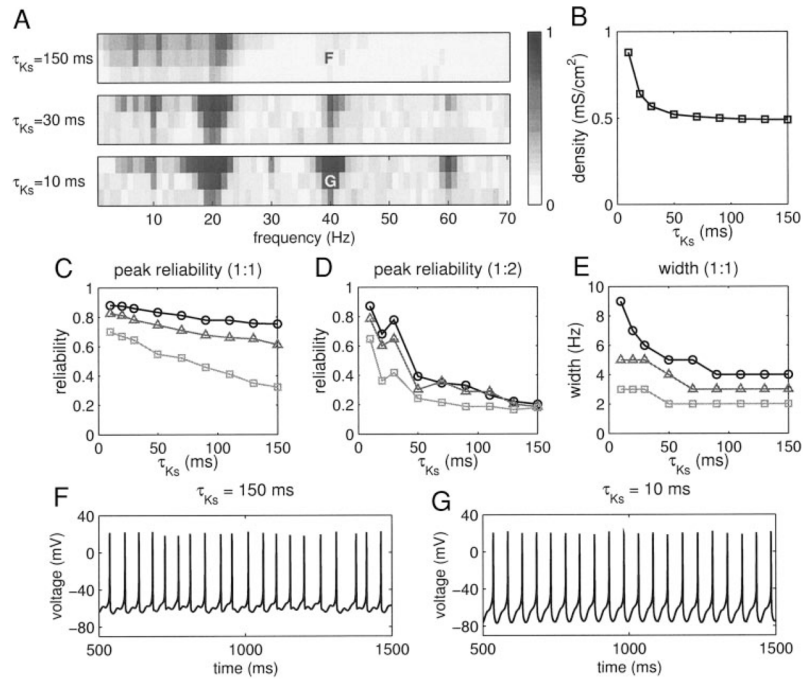 A
B
τKs=150 ms
τKs=30 ms
τKs=10 ms
F
G
10 20 30 40 50 60 70
frequency (Hz)
1
0
1
0.5
0
density (mS/cm²)
0 50 100 150
τKs (ms)
C
peak reliability (1:1)
1
0.8
0.6
0.4
0.2
0
reliability
0 50 100 150
τKs (ms)
D
peak reliability (1:2)
1
0.8
0.6
0.4
0.2
0
reliability
0 50 100 150
τKs (ms)
E
width (1:1)
10
8
6
4
2
0
width (Hz)
0 50 100 150
τKs (ms)
F
τKs = 150 ms
40
0
−40
−80
voltage (mV)
500 1000 1500
time (ms)
G
τKs = 10 ms
40
0
−40
−80
voltage (mV)
500 1000 1500
time (ms)